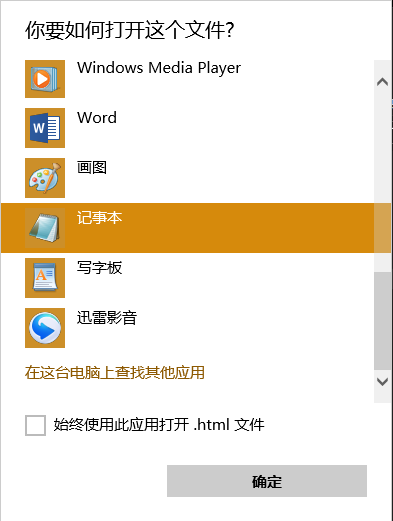 你要如何打开这个文件?
Windows Media Player
Word
画图
记事本
写字板
迅雷影音
在这台电脑上查找其他应用
始终使用此应用打开 .html 文件
确定